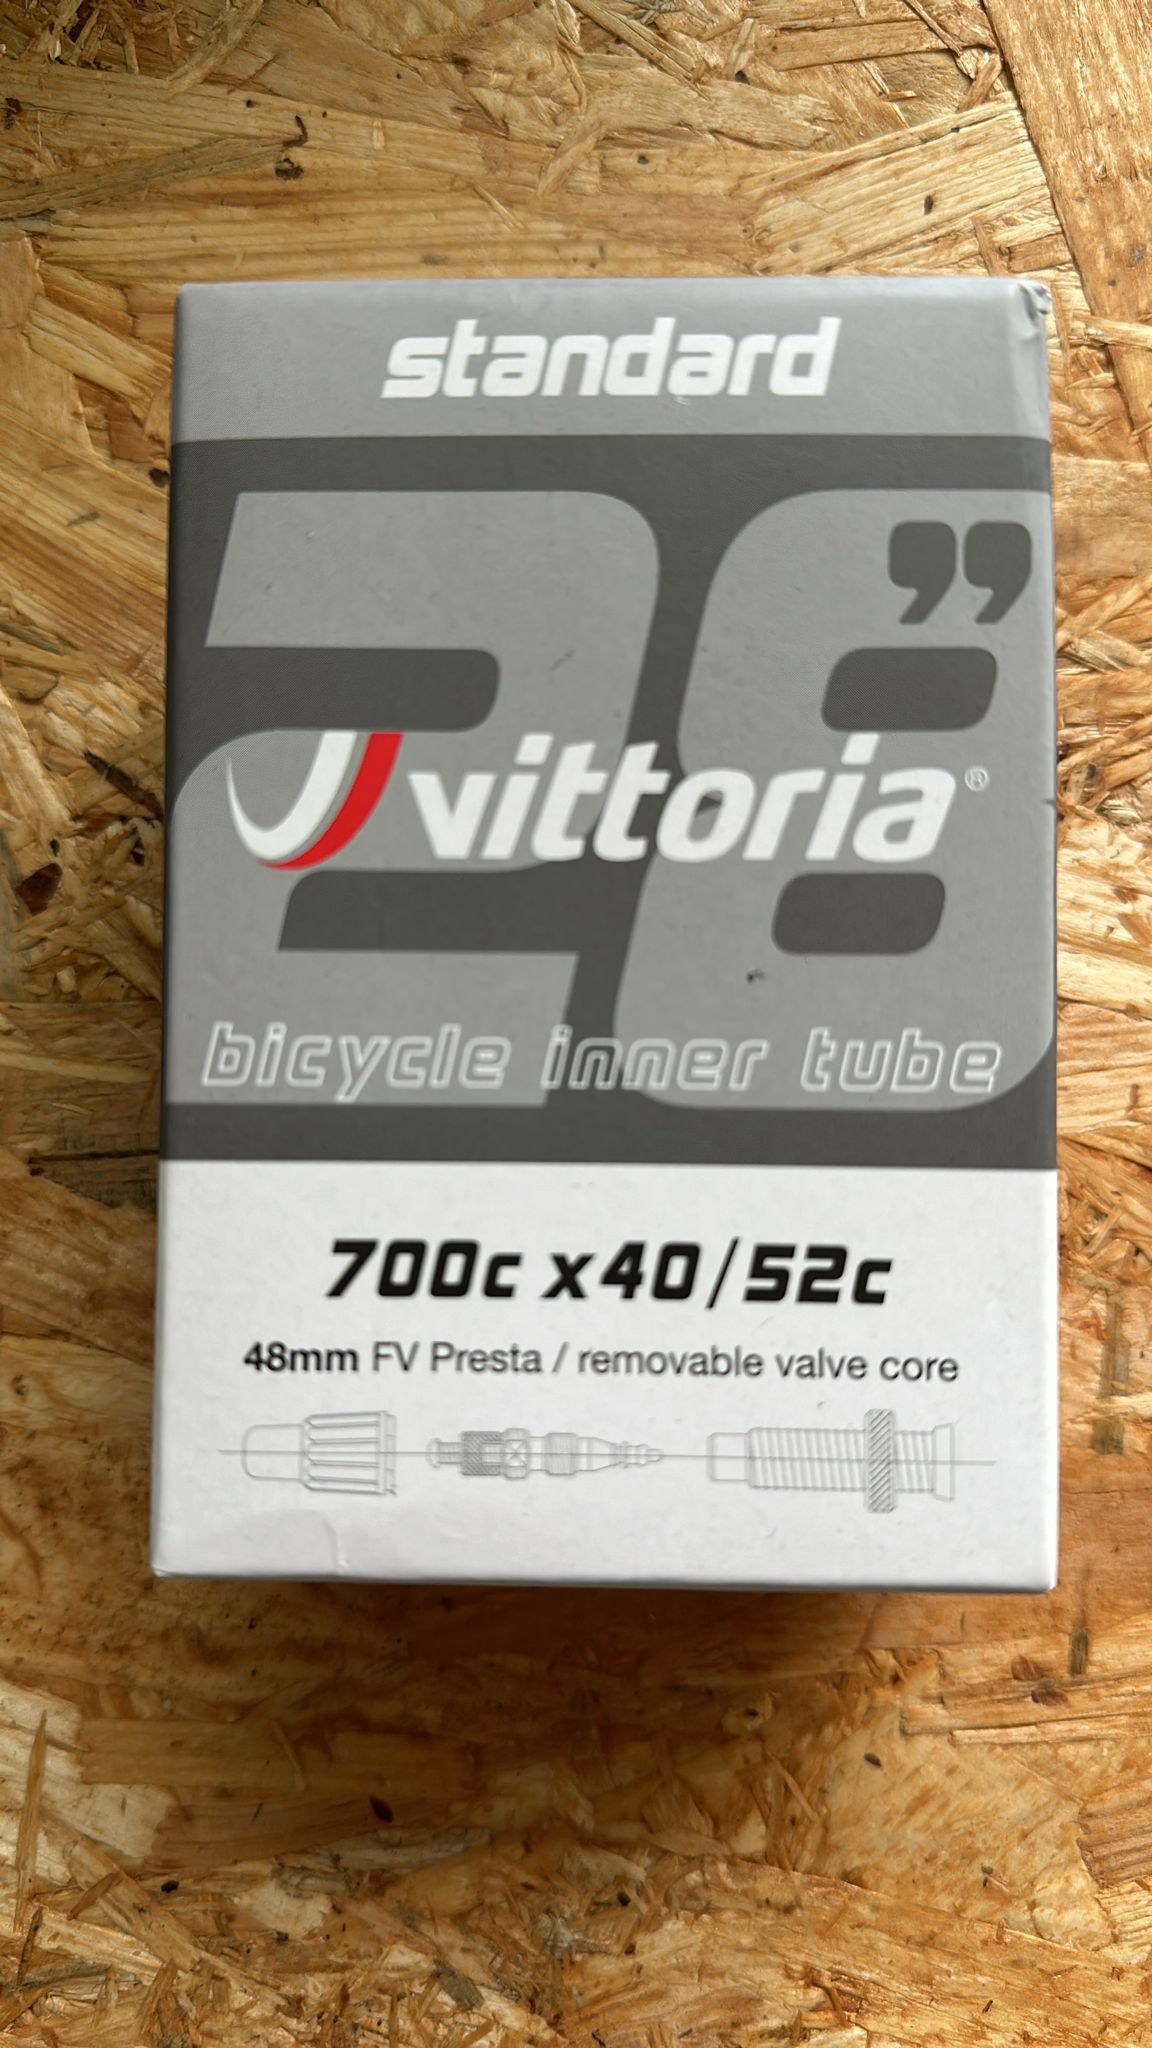 standard
28”
vittoria®
bicycle inner tube
700c x40/52c
48mm FV Presta / removable valve core